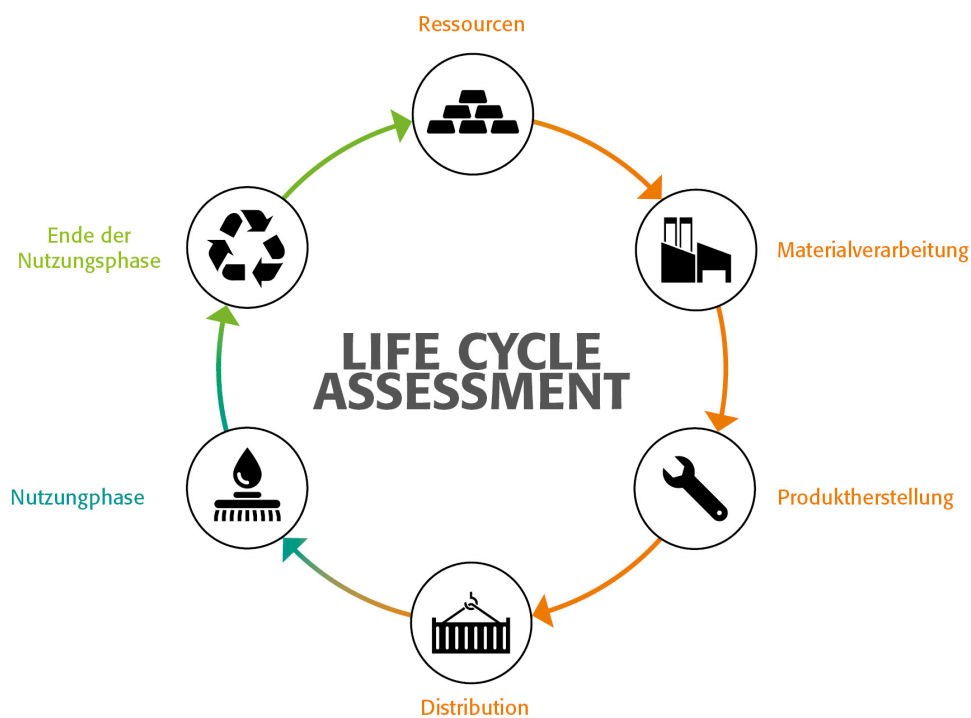 Ressourcen
Materialverarbeitung
Ende der
Nutzungsphase
LIFE CYCLE
ASSESSMENT
Nutzungphase
Produktherstellung
Distribution